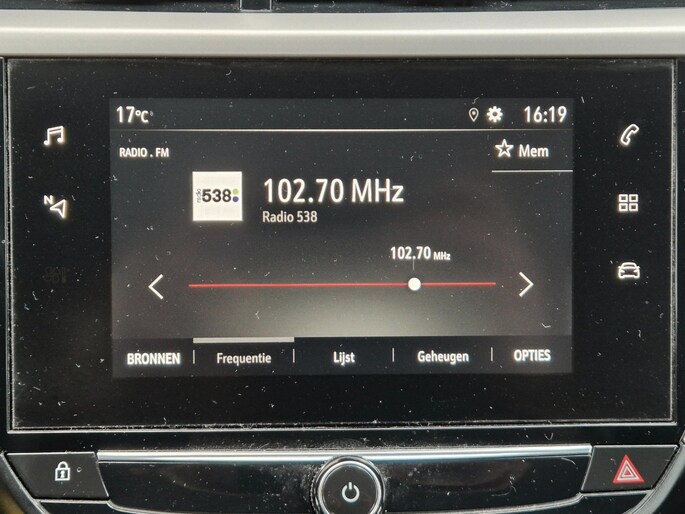 17°C
16:19
RADIO . FM
Mem
radio
538
102.70 MHz
Radio 538
102.70 MHz
N
BRONNEN
Frequentie
Lijst
Geheugen
OPTIES